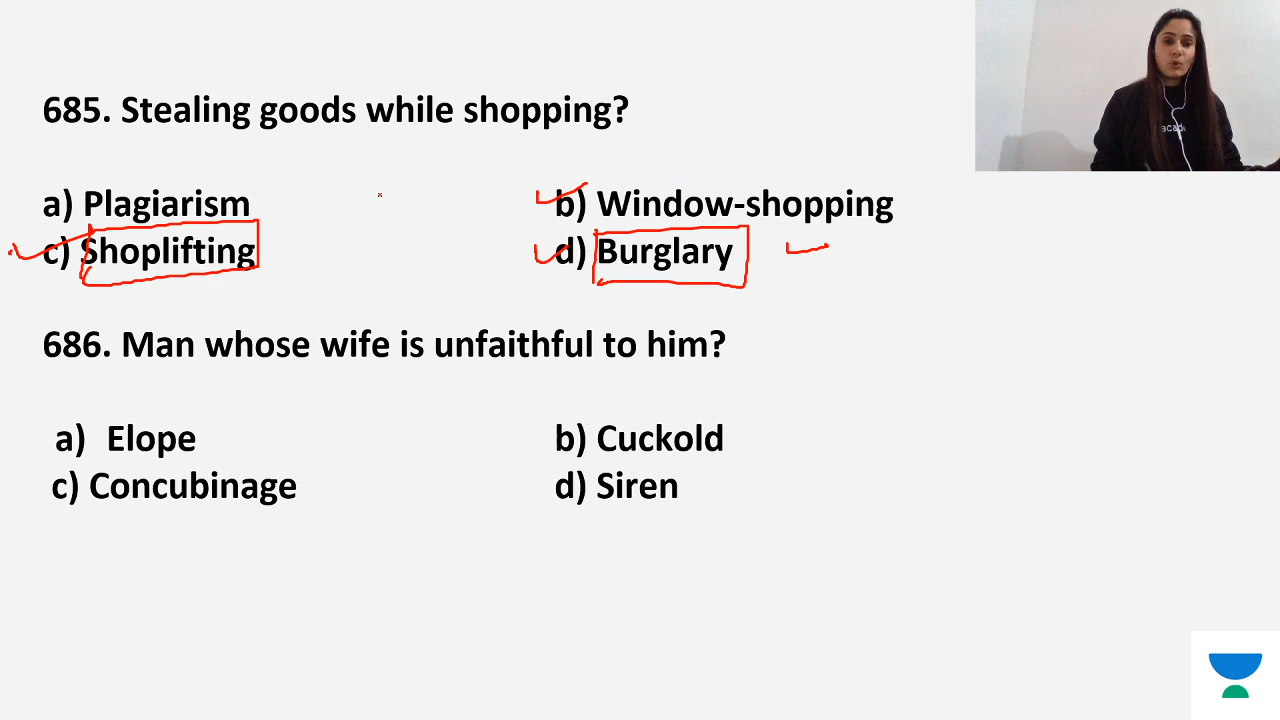 685. Stealing goods while shopping?
a) Plagiarism b) Window-shopping
c) Shoplifting d) Burglary
686. Man whose wife is unfaithful to him?
a) Elope b) Cuckold
c) Concubinage d) Siren